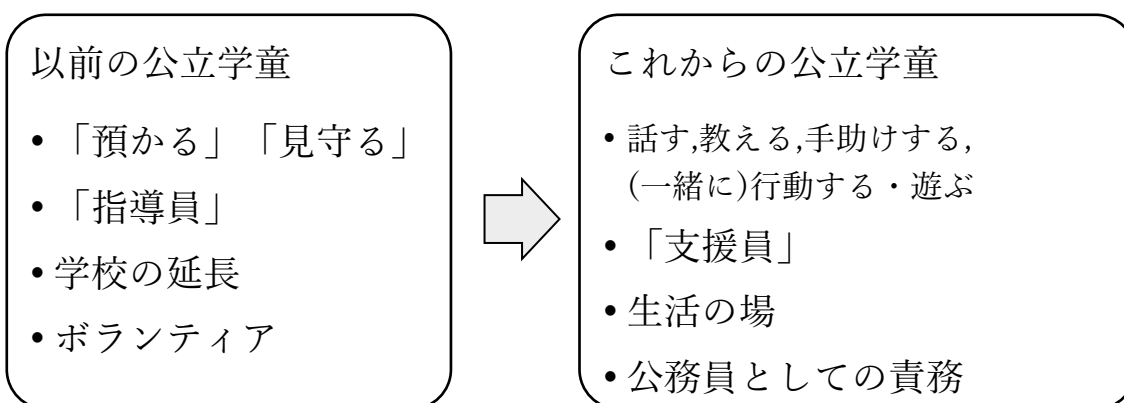 以前の公立学童
•「預かる」「見守る」
•「指導員」
•学校の延長
•ボランティア
これからの公立学童
•話す,教える,手助けする,
(一緒に)行動する・遊ぶ
•「支援員」
•生活の場
•公務員としての責務